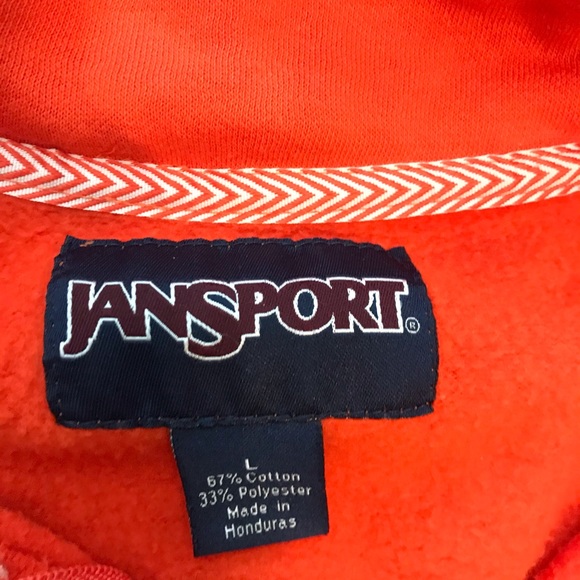 JANSPORT®
L
67% Cotton
33% Polyester
Made in
Honduras